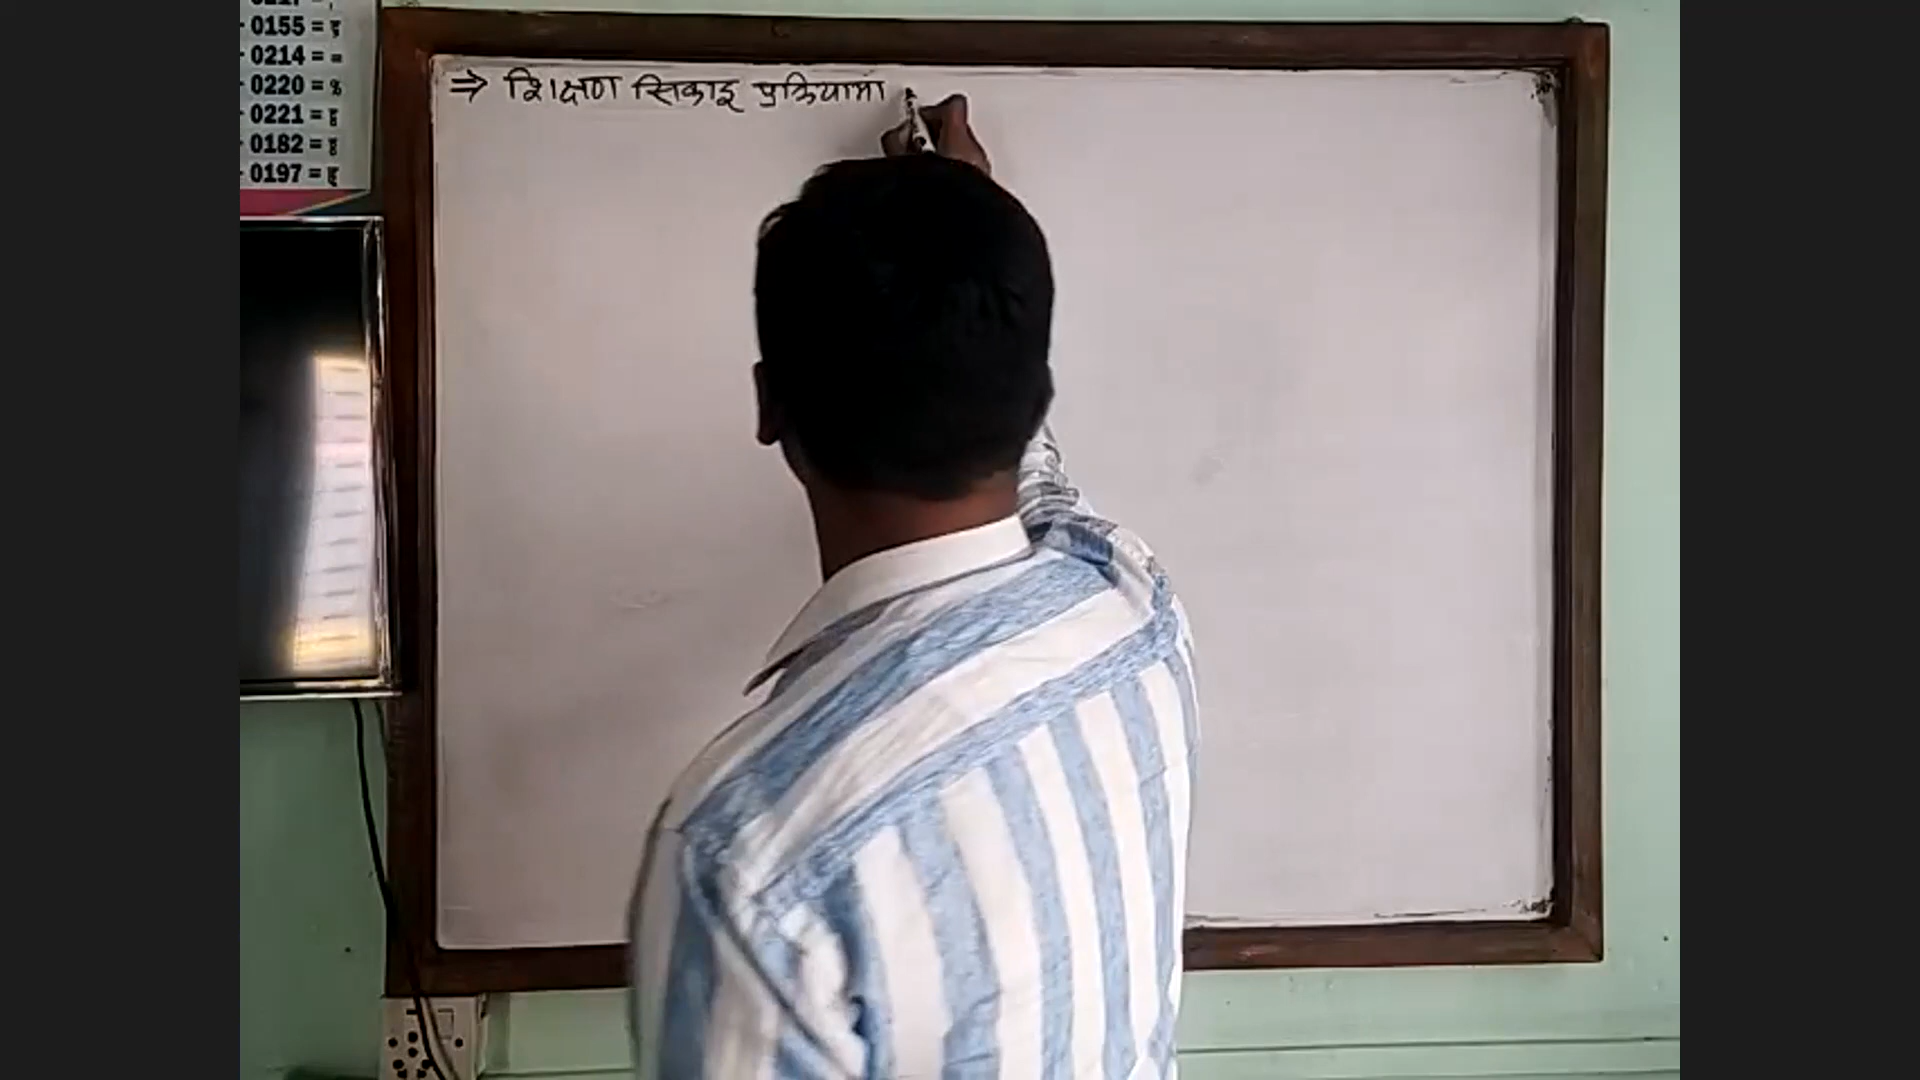 - 0155 = ह्र
- 0214 =
- 0220 =
- 0221 =
- 0182 =
- 0197 =
⇒ शिक्षण सिकाइ प्रक्रियामा